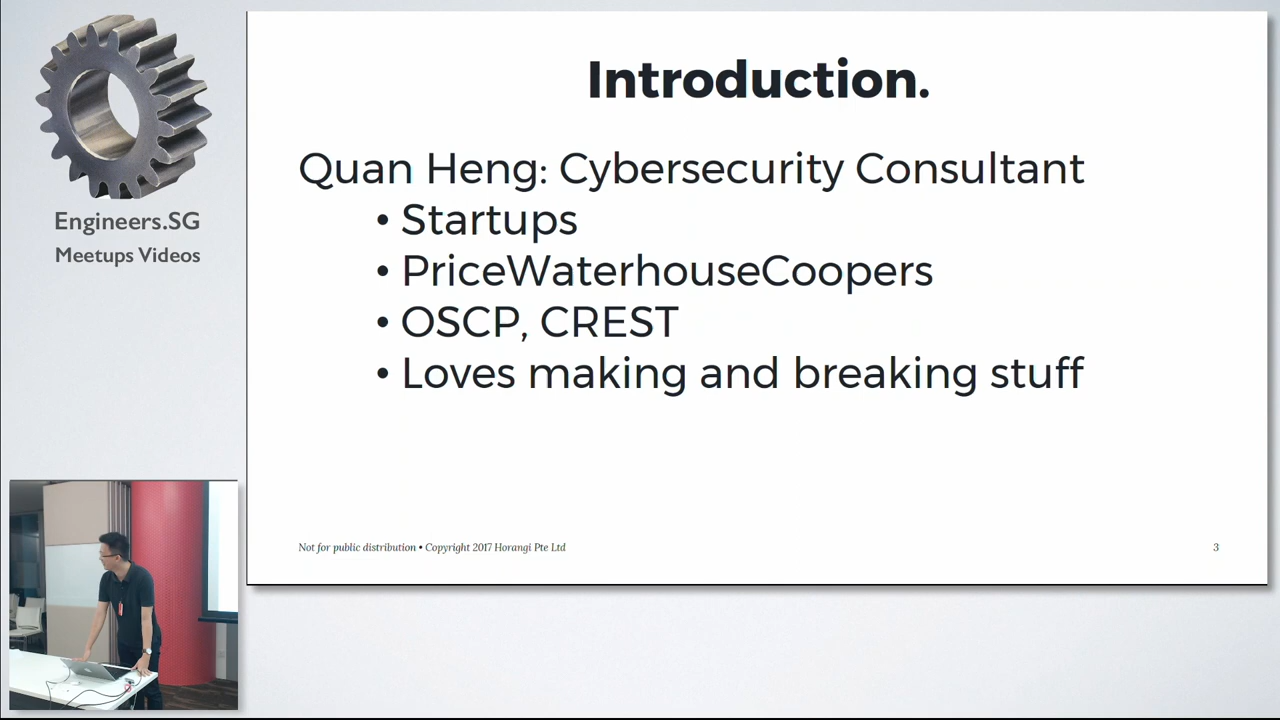 Engineers.SG
Meetups Videos
Introduction.
Quan Heng: Cybersecurity Consultant
• Startups
• PriceWaterhouseCoopers
• OSCP, CREST
• Loves making and breaking stuff
Not for public distribution • Copyright 2017 Horangi Pte Ltd
3